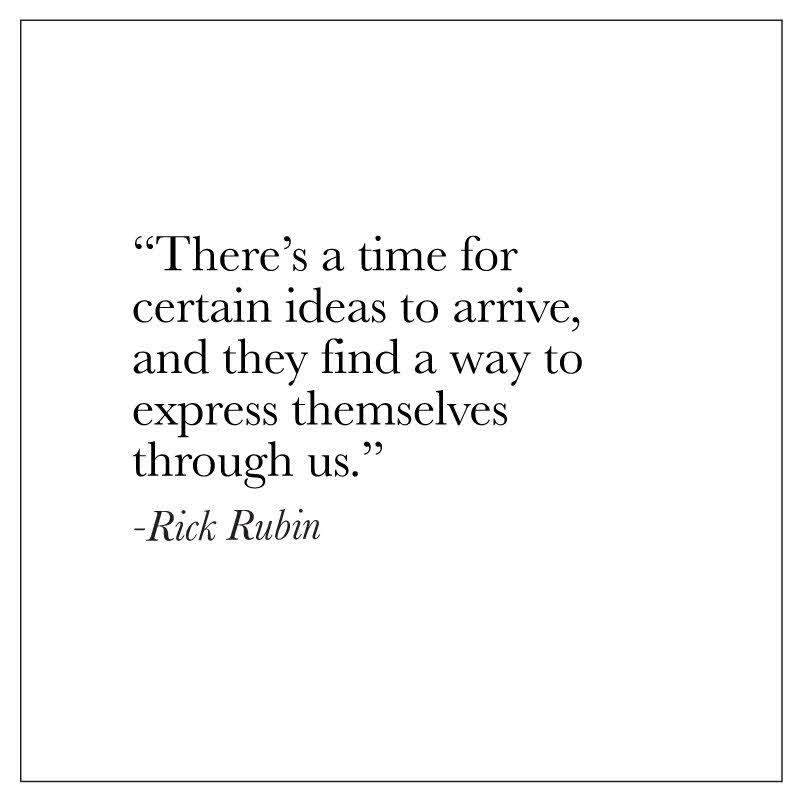 “There’s a time for
certain ideas to arrive,
and they find a way to
express themselves
through us.”
-Rick Rubin